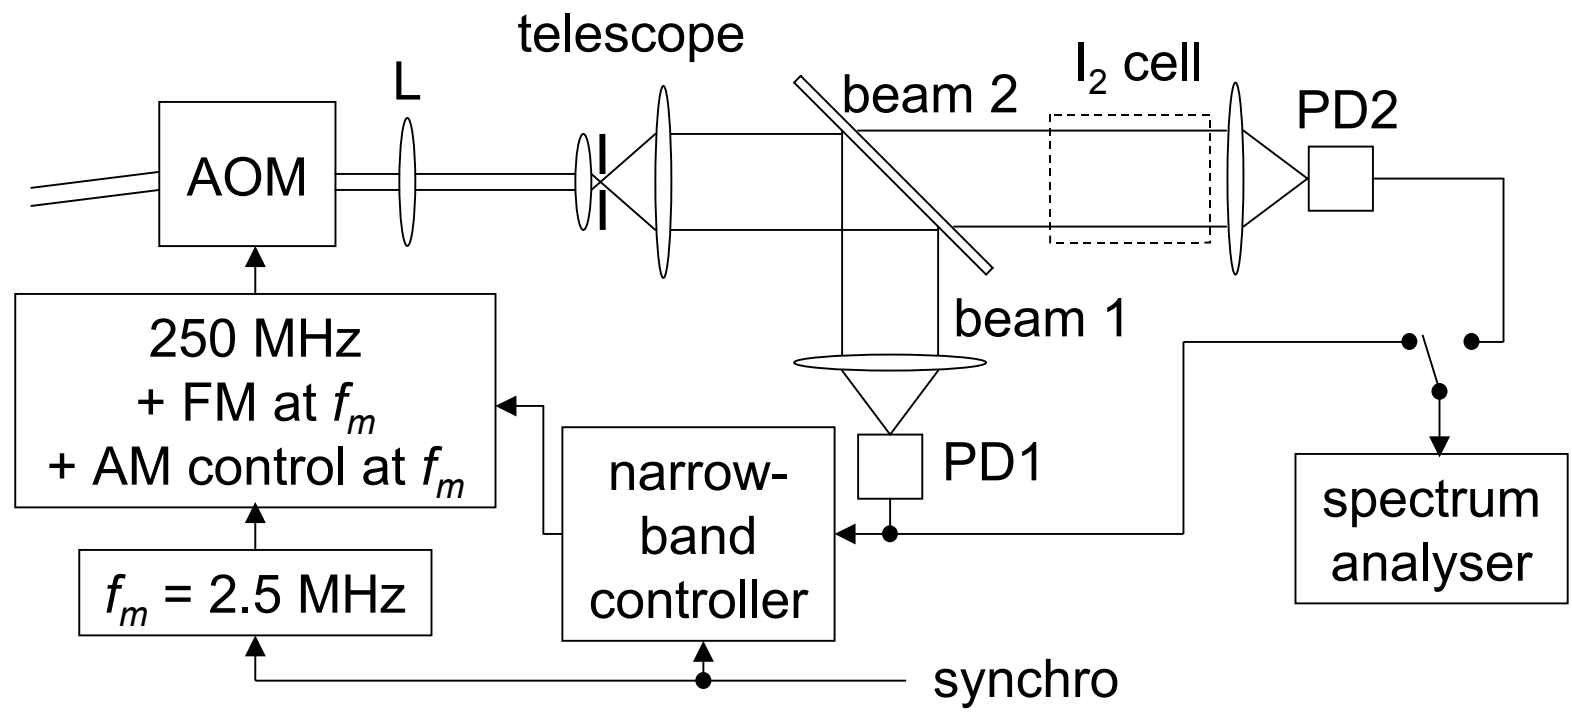 telescope
L
beam 2
I₂ cell
PD2
AOM
beam 1
250 MHz
+ FM at fₘ
+ AM control at fₘ
PD1
narrow-
band
controller
spectrum
analyser
fₘ = 2.5 MHz
synchro